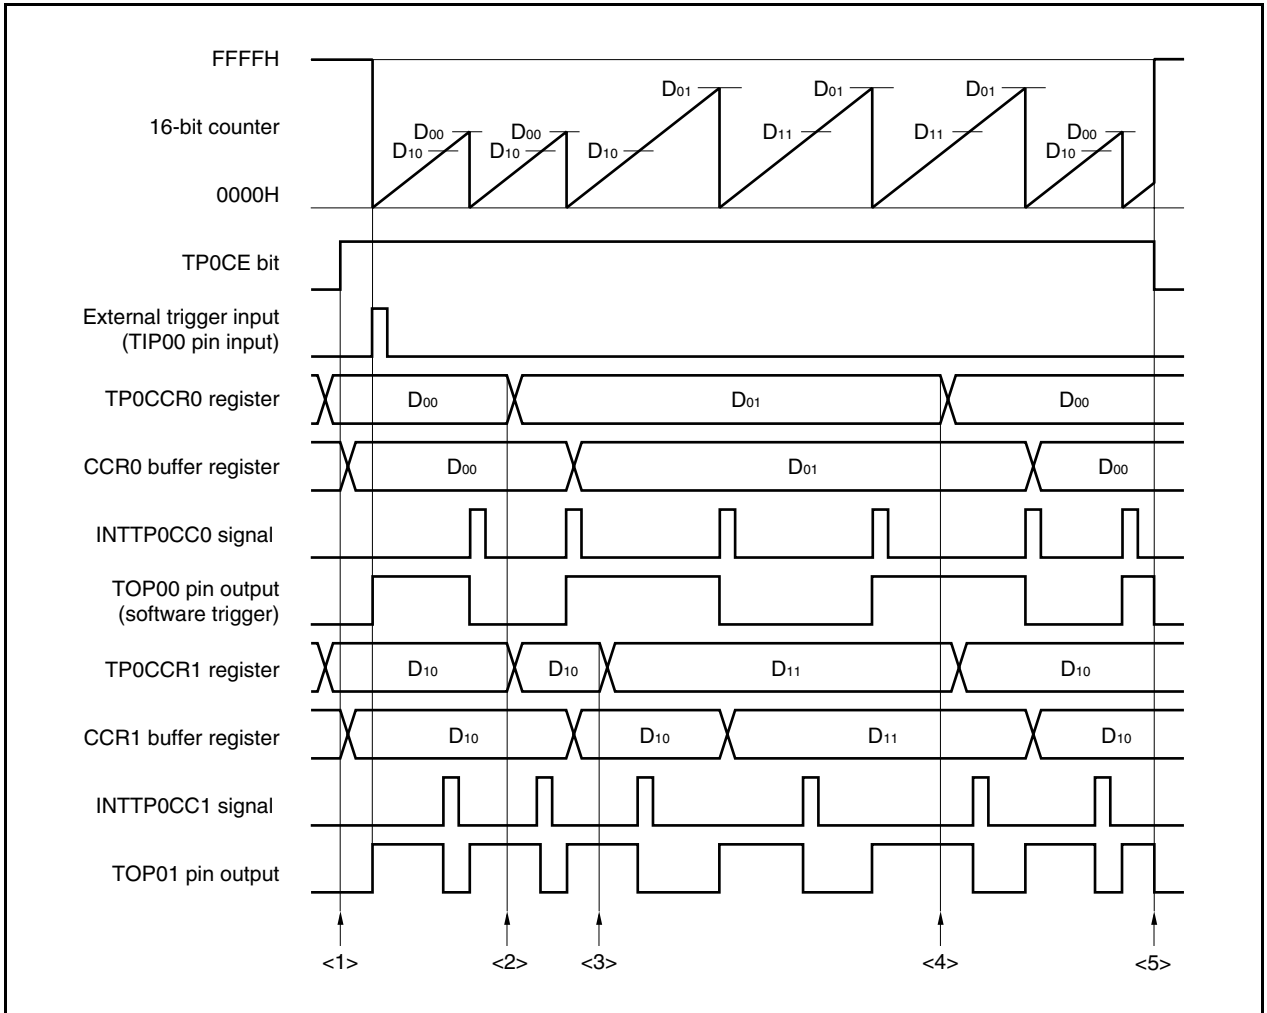 FFFFH
16-bit counter
0000H
D00 D10 D00 D10 D01 D10 D01 D11 D01 D11 D00 D10
TP0CE bit
External trigger input
(TIP00 pin input)
TP0CCR0 register D00 D01 D00
CCR0 buffer register D00 D01 D00
INTTP0CC0 signal
TOP00 pin output
(software trigger)
TP0CCR1 register D10 D10 D11 D10
CCR1 buffer register D10 D10 D11 D10
INTTP0CC1 signal
TOP01 pin output
<1> <2> <3> <4> <5>